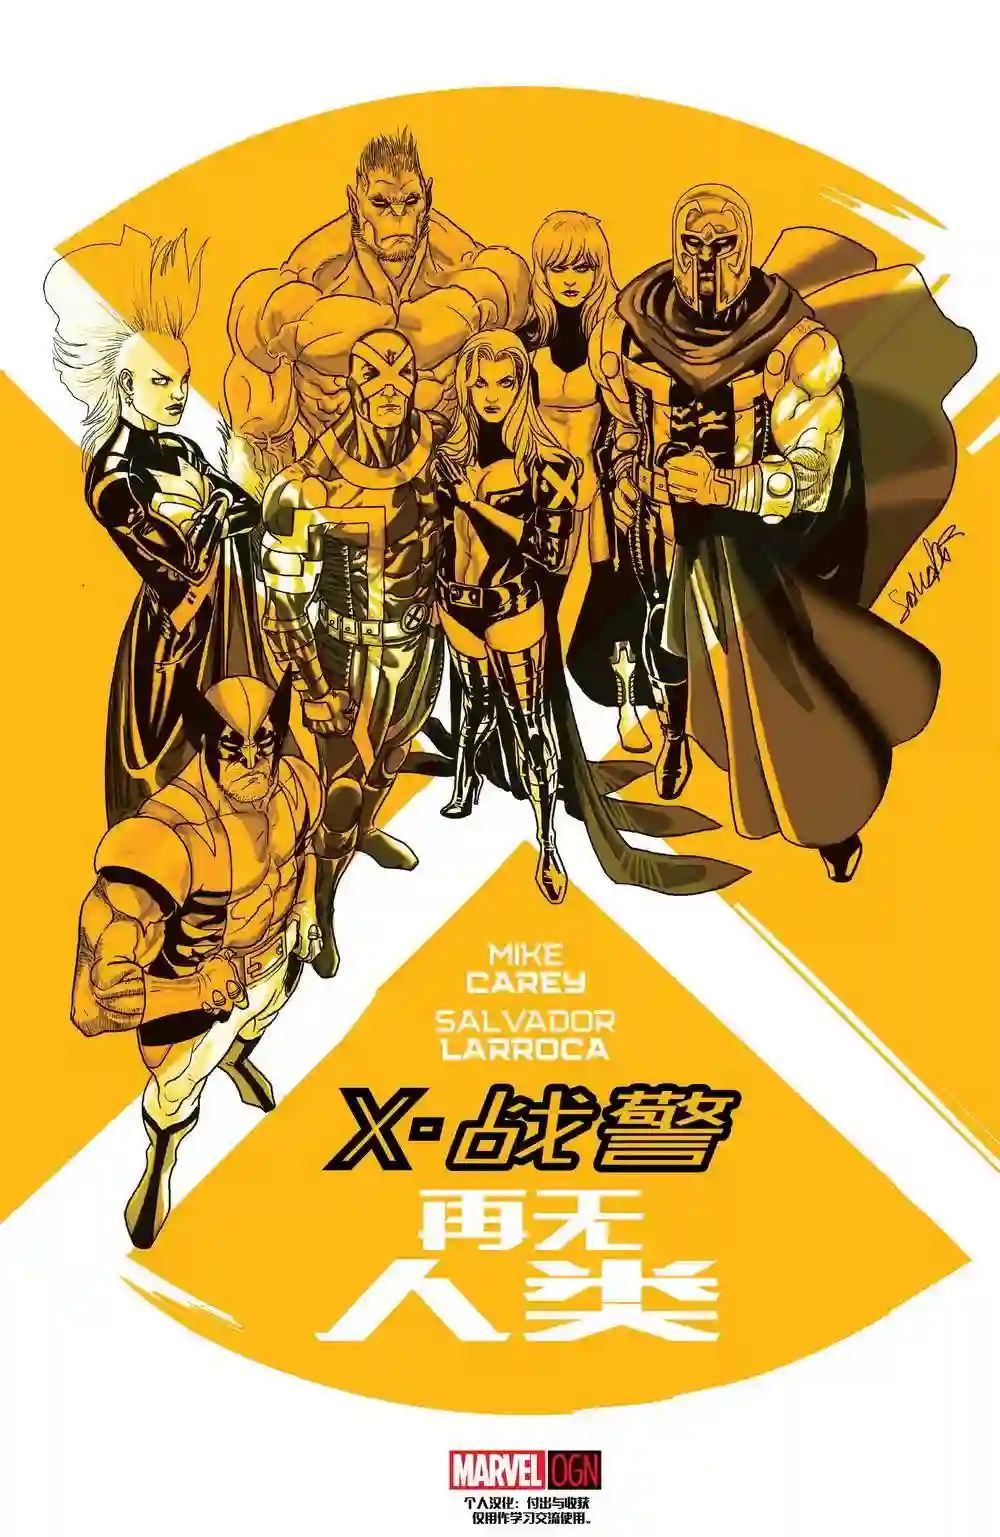 MIKE
CAREY
SALVADOR
LARROCA
X-战警
再无
人类
MARVEL OGN
个人汉化：付出与收获
仅用作学习交流使用。